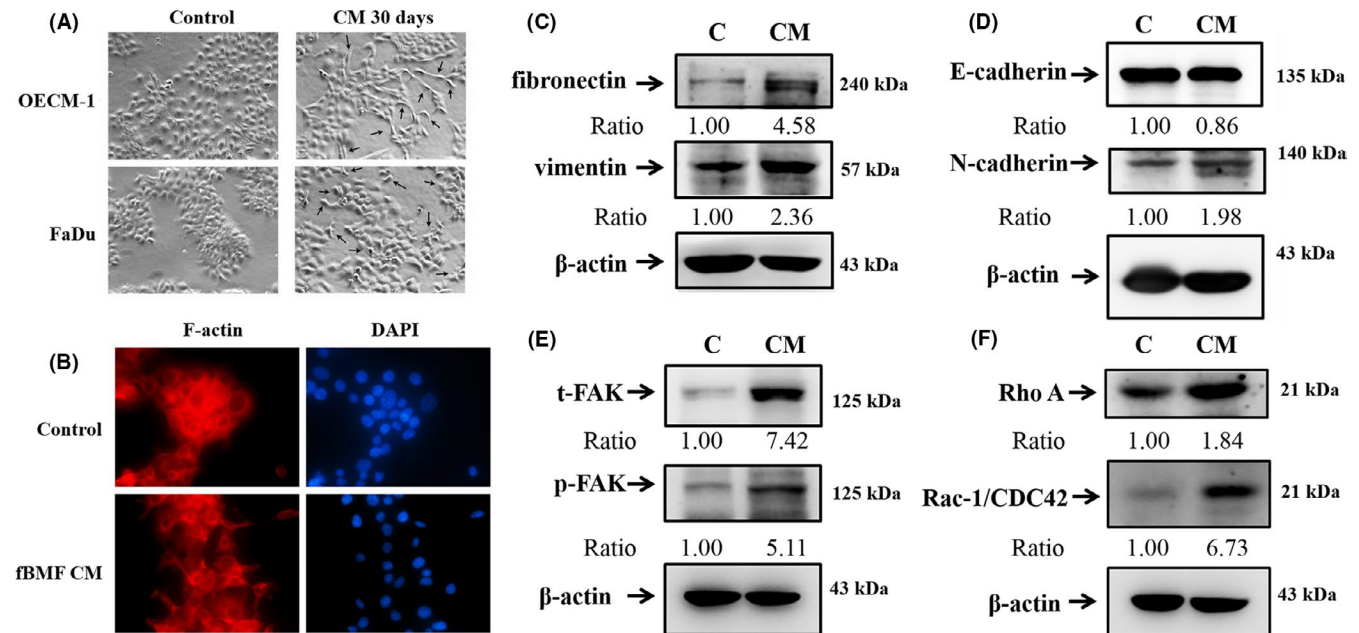 (A)
Control
CM 30 days
OECM-1
FaDu
(B)
F-actin
DAPI
Control
fBMF CM
(C)
C
CM
fibronectin
240 kDa
Ratio
1.00
4.58
vimentin
57 kDa
Ratio
1.00
2.36
β-actin
43 kDa
(D)
C
CM
E-cadherin
135 kDa
Ratio
1.00
0.86
N-cadherin
140 kDa
Ratio
1.00
1.98
β-actin
43 kDa
(E)
C
CM
t-FAK
125 kDa
Ratio
1.00
7.42
p-FAK
125 kDa
Ratio
1.00
5.11
β-actin
43 kDa
(F)
C
CM
Rho A
21 kDa
Ratio
1.00
1.84
Rac-1/CDC42
21 kDa
Ratio
1.00
6.73
β-actin
43 kDa